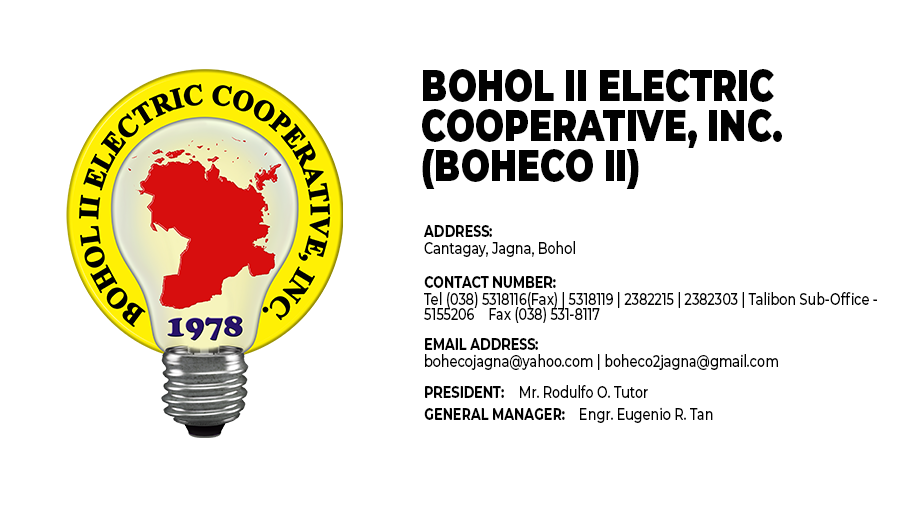 BOHOL II ELECTRIC COOPERATIVE, INC.
1978
BOHOL II ELECTRIC
COOPERATIVE, INC.
(BOHECO II)
ADDRESS:
Cantagay, Jagna, Bohol
CONTACT NUMBER:
Tel (038) 5318116(Fax) | 5318119 | 2382215 | 2382303 | Talibon Sub-Office -
5155206 Fax (038) 531-8117
EMAIL ADDRESS:
bohecojagna@yahoo.com | boheco2jagna@gmail.com
PRESIDENT: Mr. Rodulfo O. Tutor
GENERAL MANAGER: Engr. Eugenio R. Tan